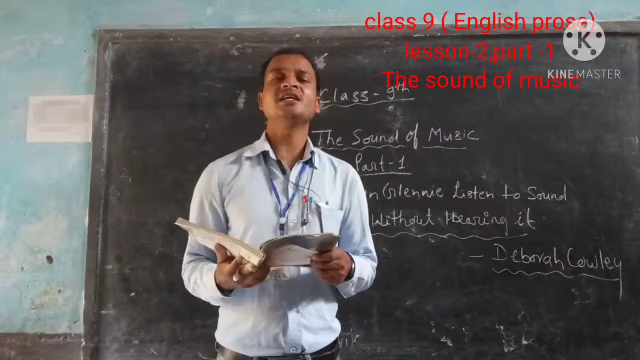 class 9 ( English prose)
lesson-2,part -1
The sound of music
KINEMASTER
Class - 9th
The Sound of Music
Part-1
Glennie Listen to Sound
Without Hearing it.
- Deborah Cowley